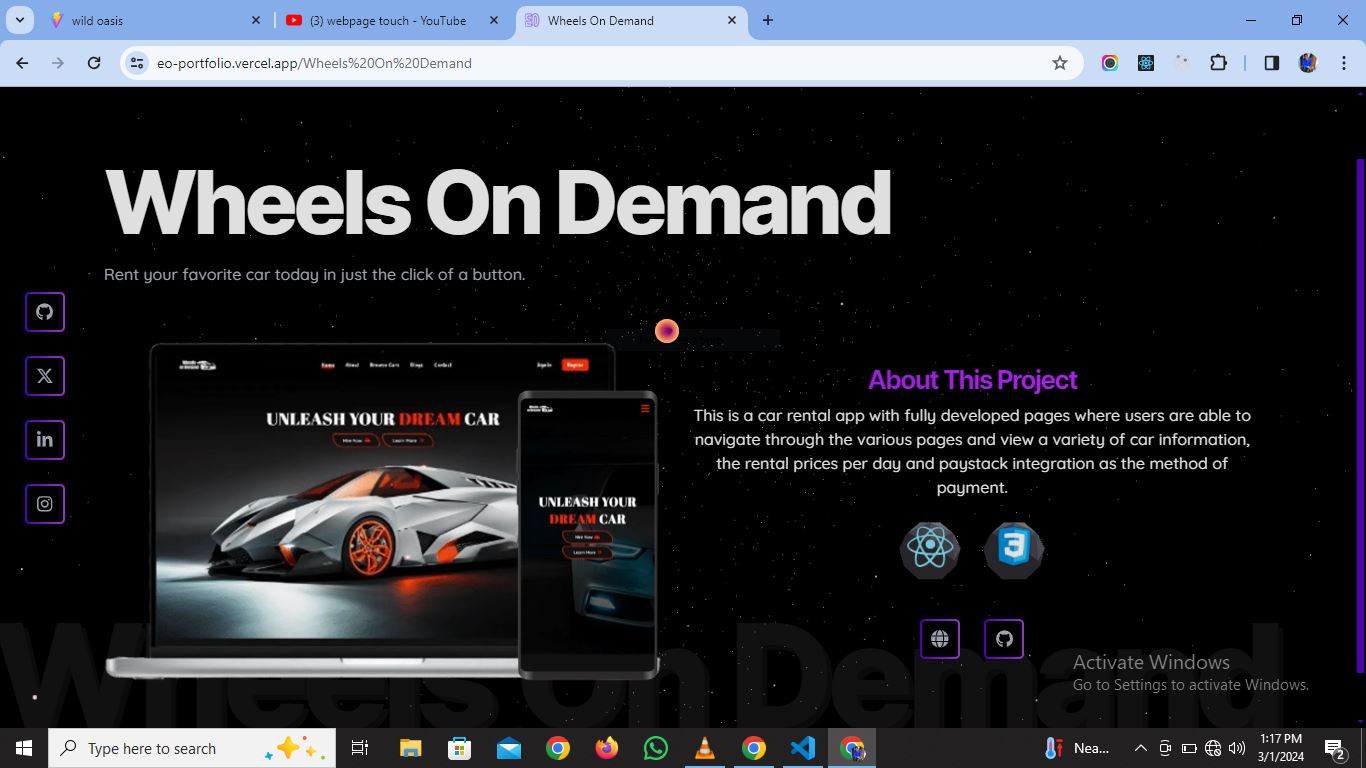 wild oasis
(3) webpage touch - YouTube
Wheels On Demand
eo-portfolio.vercel.app/Wheels%20On%20Demand
Wheels On Demand
Rent your favorite car today in just the click of a button.
Home About Browse Cars Blogs Contact Sign In Register
UNLEASH YOUR DREAM CAR
Hire Now Learn More
UNLEASH YOUR
DREAM CAR
Hire Now
Learn More
About This Project
This is a car rental app with fully developed pages where users are able to
navigate through the various pages and view a variety of car information,
the rental prices per day and paystack integration as the method of
payment.
3
Wheels On Demand
Activate Windows
Go to Settings to activate Windows.
Type here to search
Nea...
1:17 PM
3/1/2024
2